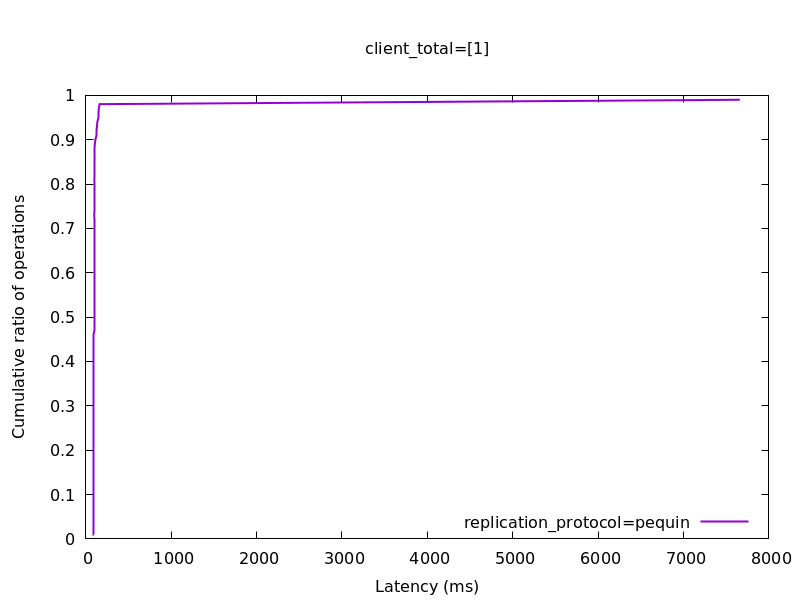 client_total=[1]
1
0.9
0.8
0.7
0.6
0.5
0.4
0.3
0.2
0.1
0
Cumulative ratio of operations
replication_protocol=pequin
0 1000 2000 3000 4000 5000 6000 7000 8000
Latency (ms)